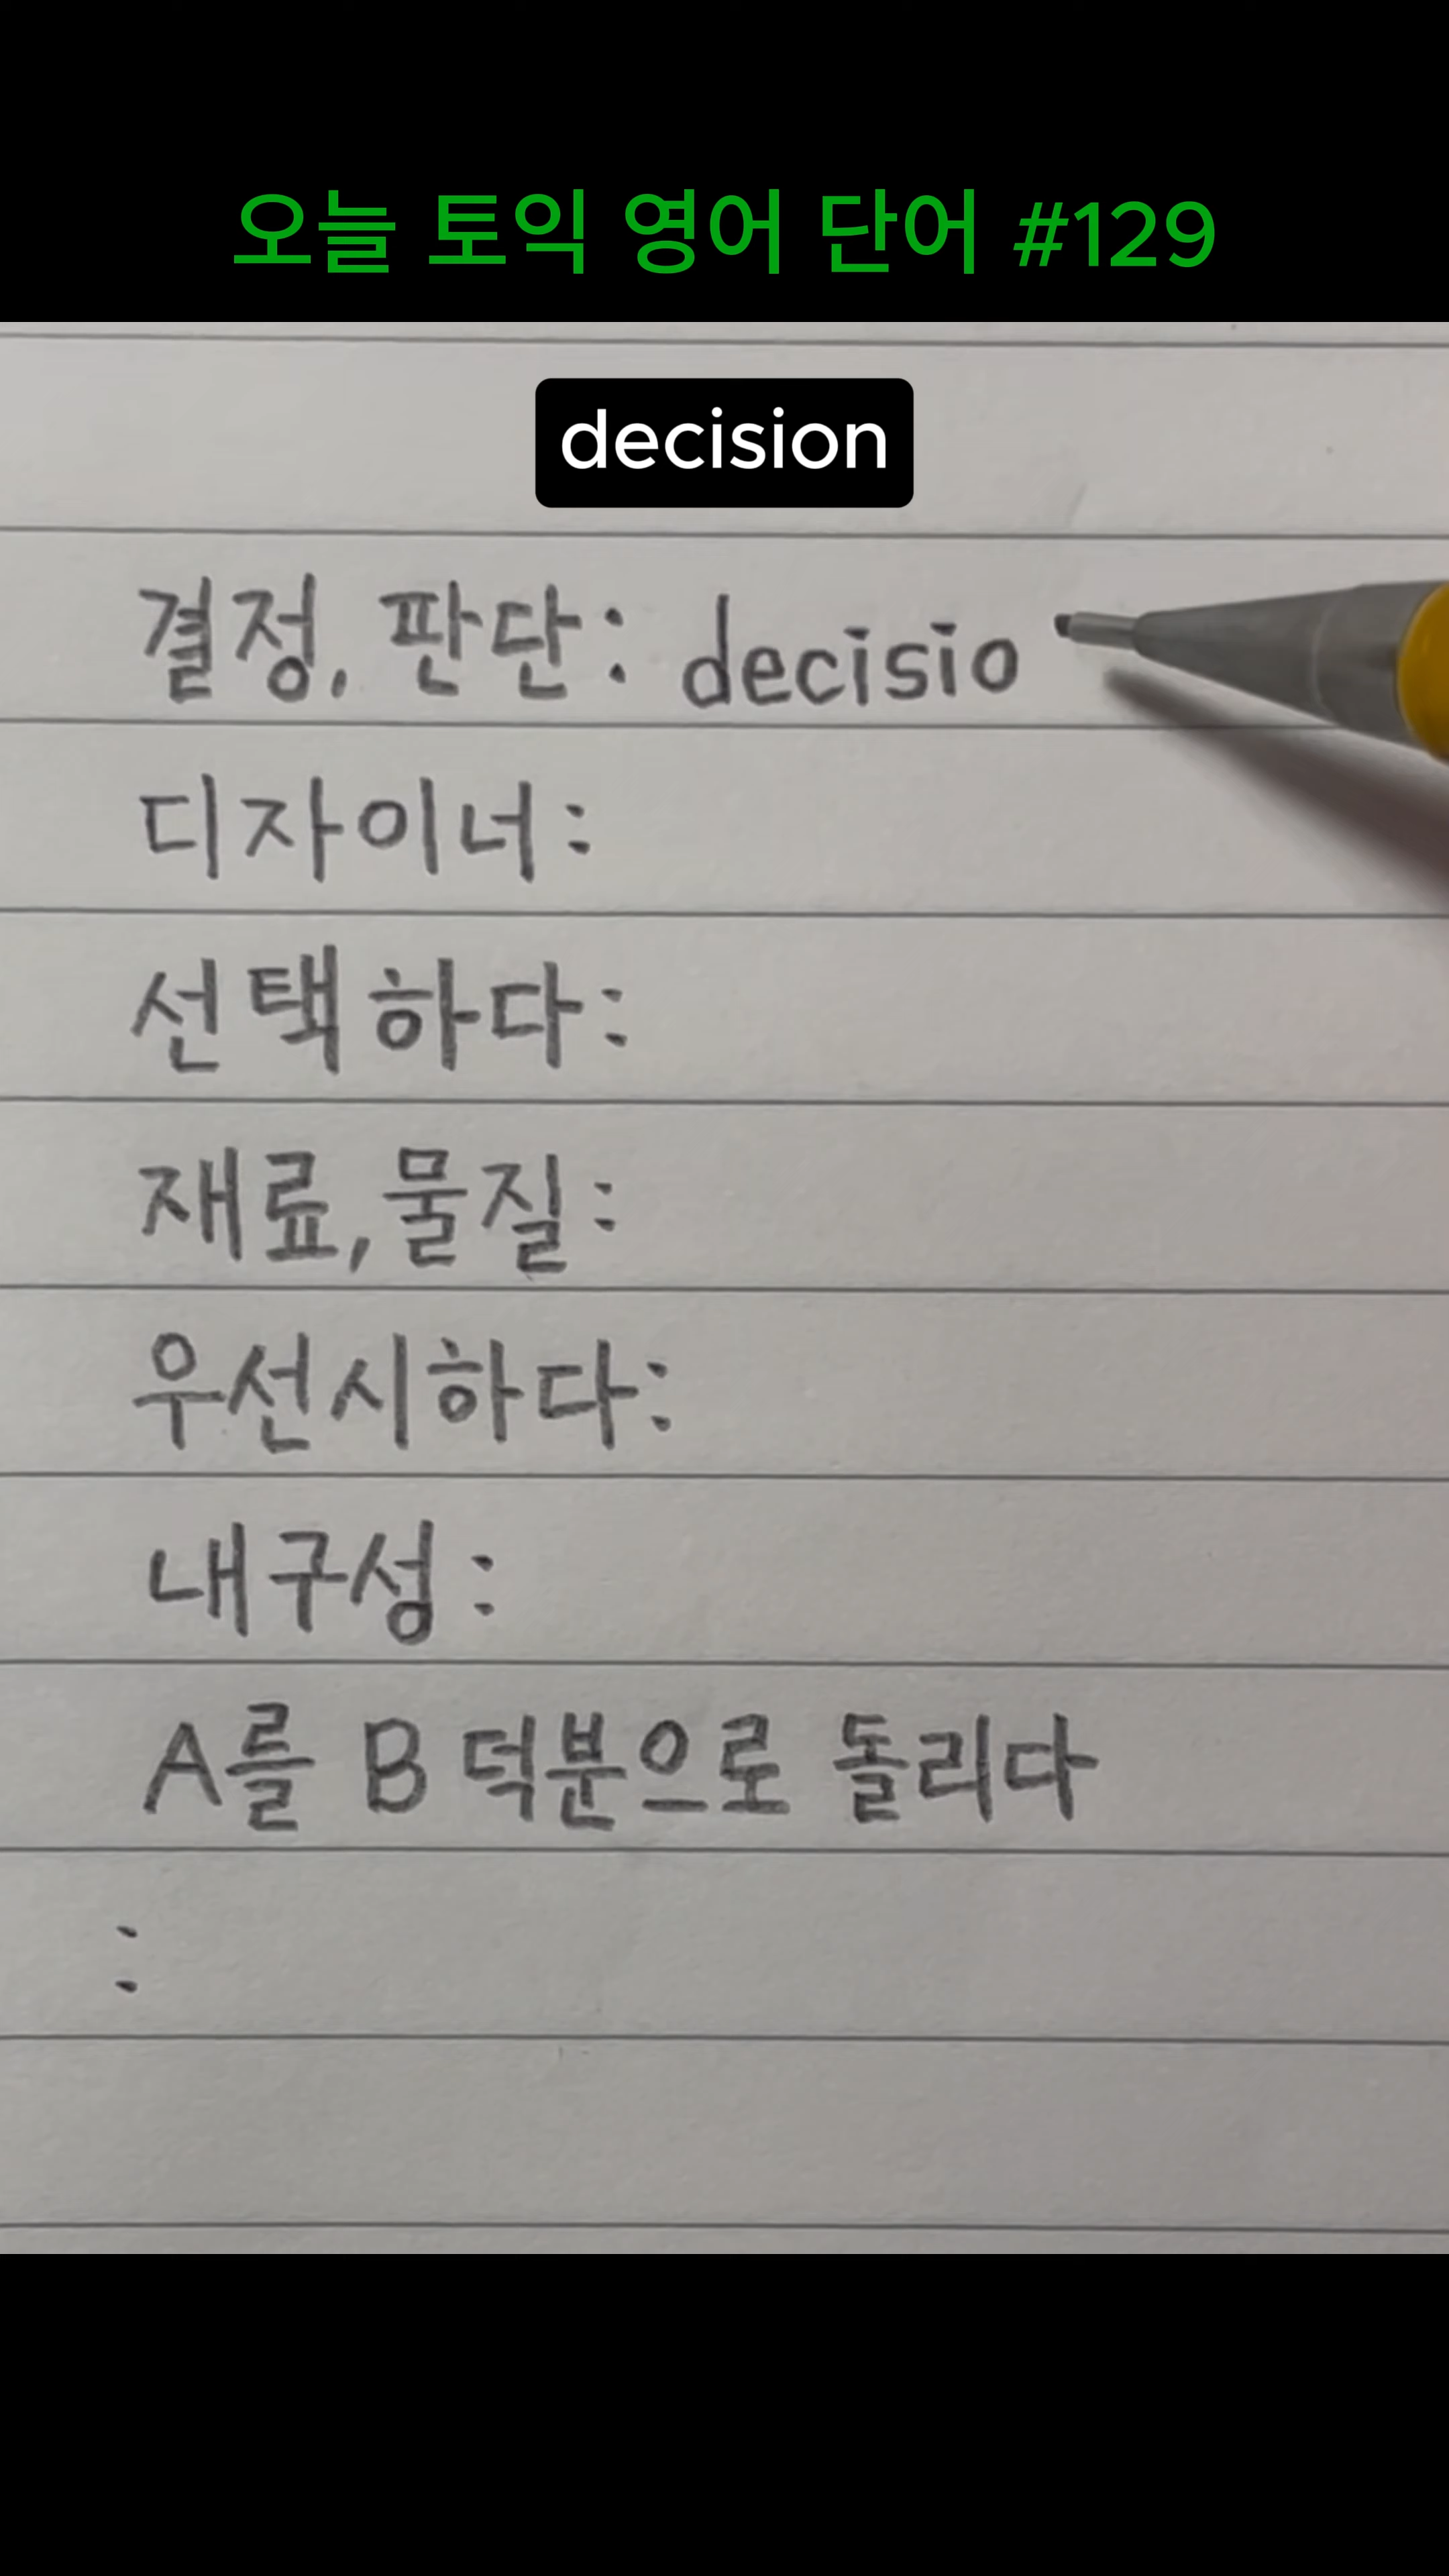 오늘 토익 영어 단어 #129
decision
결정, 판단: decisio
디자이너:
선택하다:
재료, 물질:
우선시하다:
내구성:
A를 B 덕분으로 돌리다
: